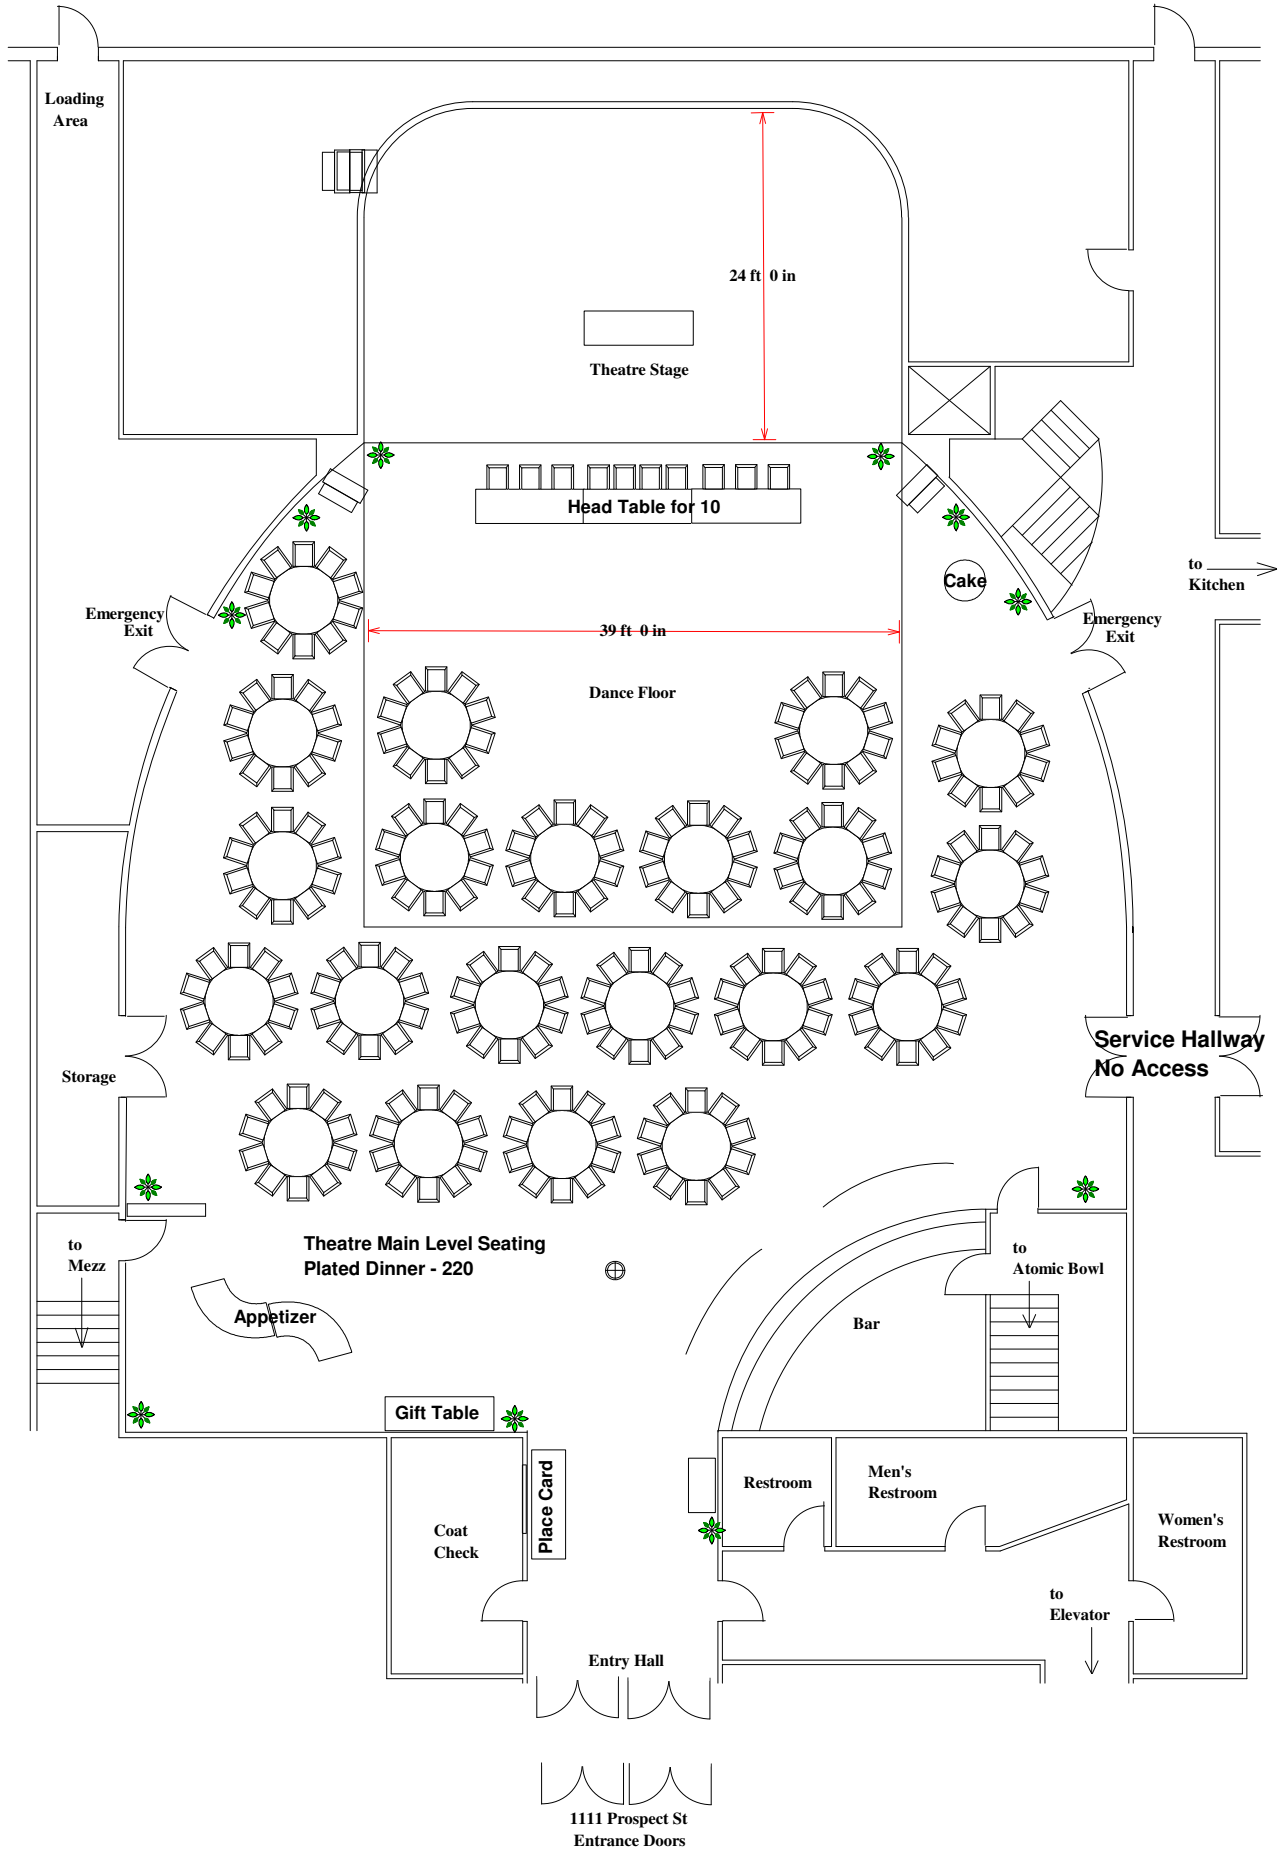 Loading
Area
24 ft 0 in
Theatre Stage
Head Table for 10
Cake
to
Kitchen
Emergency
Exit
Emergency
Exit
39 ft 0 in
Dance Floor
Service Hallway
No Access
Storage
to
Mezz
Theatre Main Level Seating
Plated Dinner - 220
to
Atomic Bowl
Appetizer
Bar
Gift Table
Place Card
Coat
Check
Restroom
Men's
Restroom
Women's
Restroom
to
Elevator
Entry Hall
1111 Prospect St
Entrance Doors